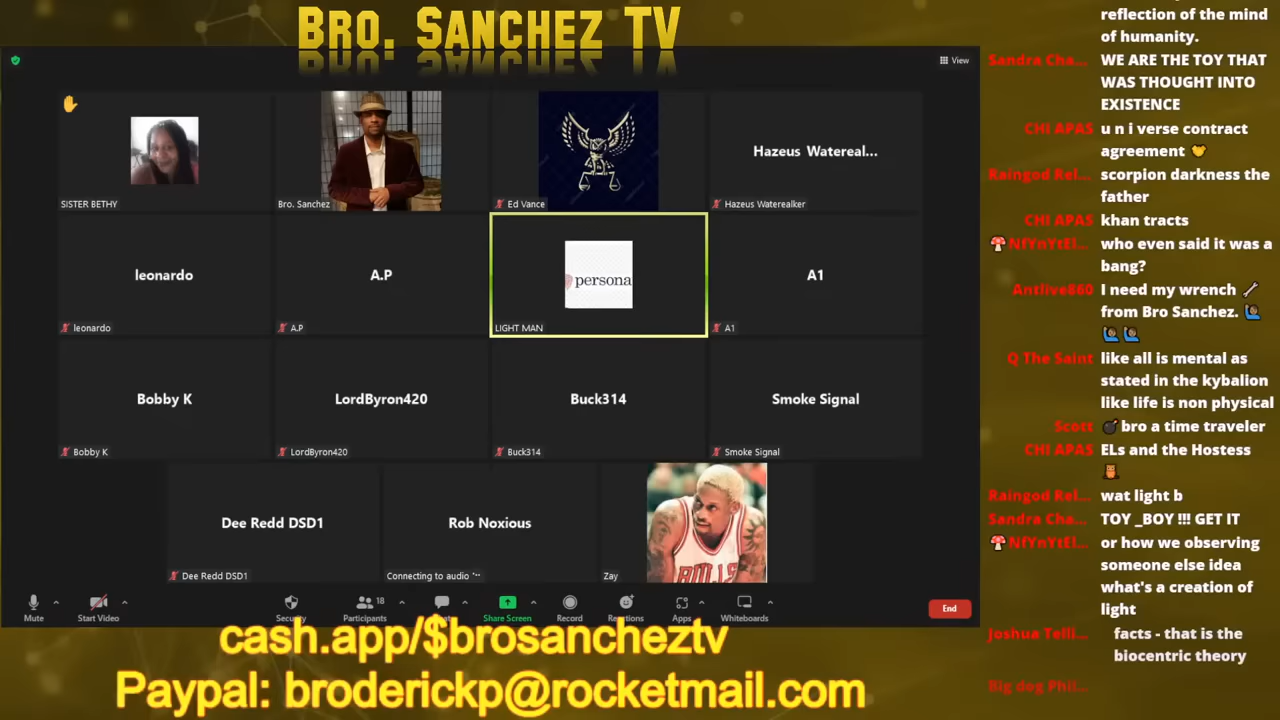 Bro. Sanchez TV
View
SISTER BETHY
Bro. Sanchez
Ed Vance
Hazeus Watereal...
Hazeus Waterealker
leonardo
leonardo
A.P
A.P
persona
LIGHT MAN
A1
A1
Bobby K
Bobby K
LordByron420
LordByron420
Buck314
Buck314
Smoke Signal
Smoke Signal
Dee Redd DSD1
Dee Redd DSD1
Rob Noxious
Connecting to audio
BULLS
Zay
Mute
Start Video
Security
Participants
18
Share Screen
Record
Reactions
Apps
Whiteboards
End
cash.app/$brosancheztv
Paypal: broderickp@rocketmail.com
reflection of the mind
of humanity.
Sandra Cha... WE ARE THE TOY THAT
WAS THOUGHT INTO
EXISTENCE
CHI APAS u n i verse contract
agreement
Raingod Rel... scorpion darkness the
father
CHI APAS khan tracts
NfYnYtEl... who even said it was a
bang?
Antlive860 I need my wrench
from Bro Sanchez.
Q The Saint like all is mental as
stated in the kybalion
like life is non physical
Scott bro a time traveler
CHI APAS ELs and the Hostess
Raingod Rel... wat light b
Sandra Cha... TOY _BOY !!! GET IT
NfYnYtEl... or how we observing
someone else idea
what's a creation of
light
Joshua Telli... facts - that is the
biocentric theory
Big dog Phil...